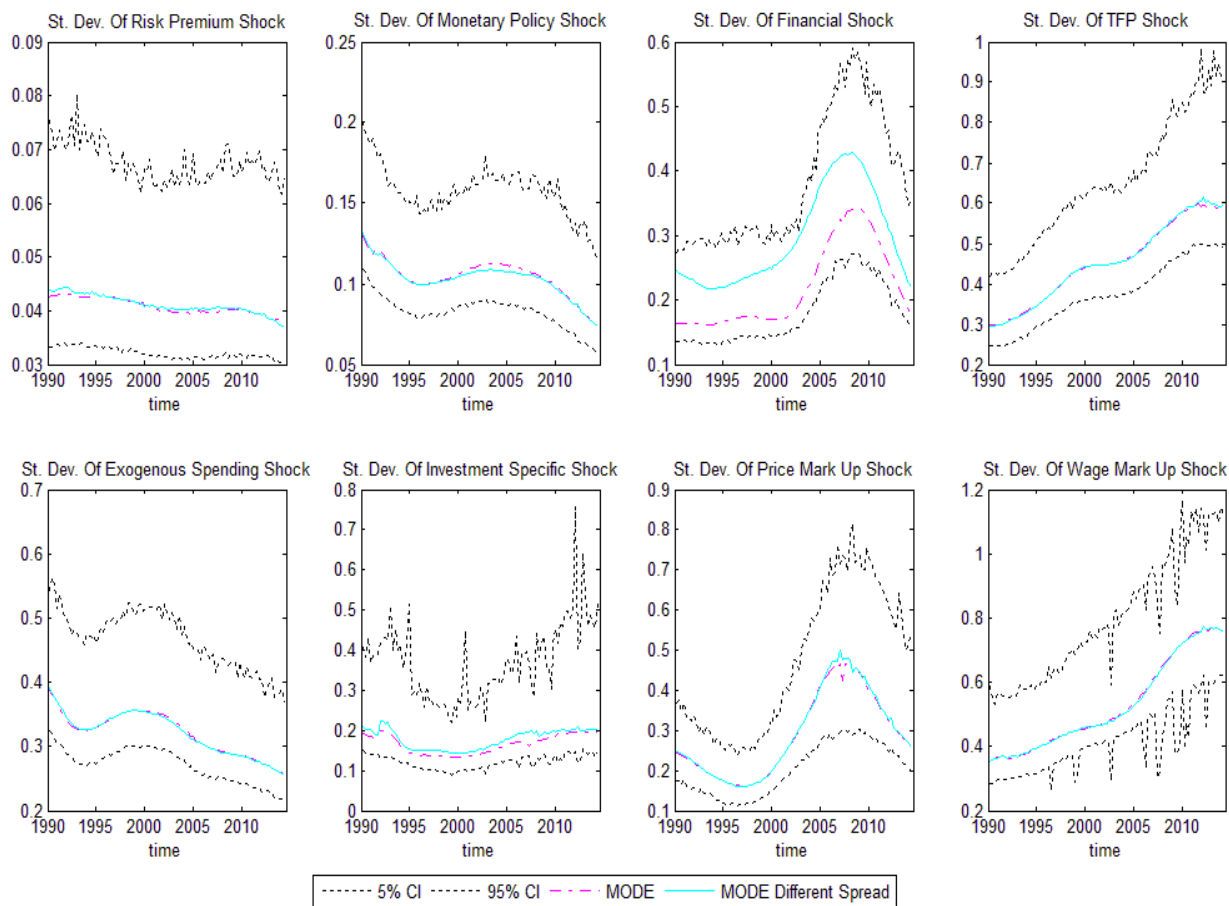 St. Dev. Of Risk Premium Shock
0.09
0.08
0.07
0.06
0.05
0.04
0.03
1990 1995 2000 2005 2010
time
St. Dev. Of Monetary Policy Shock
0.25
0.2
0.15
0.1
0.05
1990 1995 2000 2005 2010
time
St. Dev. Of Financial Shock
0.6
0.5
0.4
0.3
0.2
0.1
1990 1995 2000 2005 2010
time
St. Dev. Of TFP Shock
1
0.9
0.8
0.7
0.6
0.5
0.4
0.3
0.2
1990 1995 2000 2005 2010
time
St. Dev. Of Exogenous Spending Shock
0.7
0.6
0.5
0.4
0.3
0.2
1990 1995 2000 2005 2010
time
St. Dev. Of Investment Specific Shock
0.8
0.7
0.6
0.5
0.4
0.3
0.2
0.1
0
1990 1995 2000 2005 2010
time
St. Dev. Of Price Mark Up Shock
0.9
0.8
0.7
0.6
0.5
0.4
0.3
0.2
0.1
1990 1995 2000 2005 2010
time
St. Dev. Of Wage Mark Up Shock
1.2
1
0.8
0.6
0.4
0.2
1990 1995 2000 2005 2010
time
5% CI 95% CI MODE MODE Different Spread